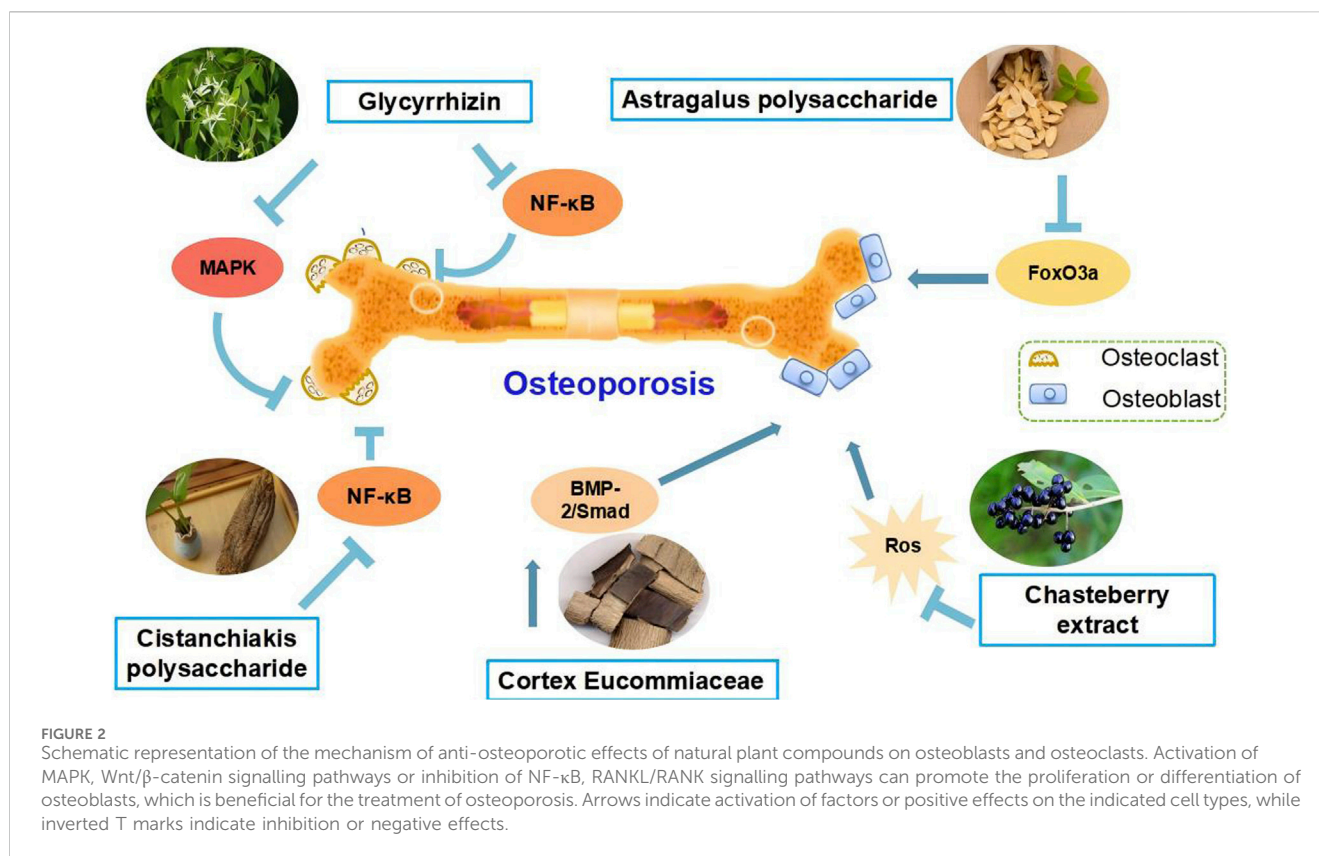 Glycyrrhizin
Astragalus polysaccharide
NF-κB
MAPK
FoxO3a
Osteoclast
Osteoblast
Osteoporosis
NF-κB
BMP-
2/Smad
Ros
Cistanchiakis
polysaccharide
Cortex Eucommiaceae
Chasteberry
extract
FIGURE 2
Schematic representation of the mechanism of anti-osteoporotic effects of natural plant compounds on osteoblasts and osteoclasts. Activation of
MAPK, Wnt/β-catenin signalling pathways or inhibition of NF-κB, RANKL/RANK signalling pathways can promote the proliferation or differentiation of
osteoblasts, which is beneficial for the treatment of osteoporosis. Arrows indicate activation of factors or positive effects on the indicated cell types, while
inverted T marks indicate inhibition or negative effects.